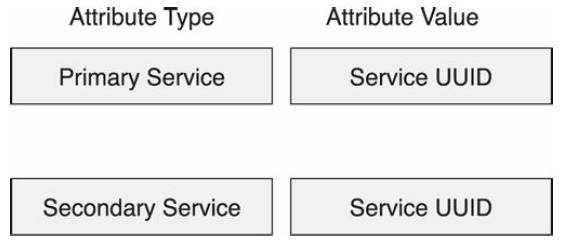 Attribute Type Attribute Value
Primary Service Service UUID
Secondary Service Service UUID